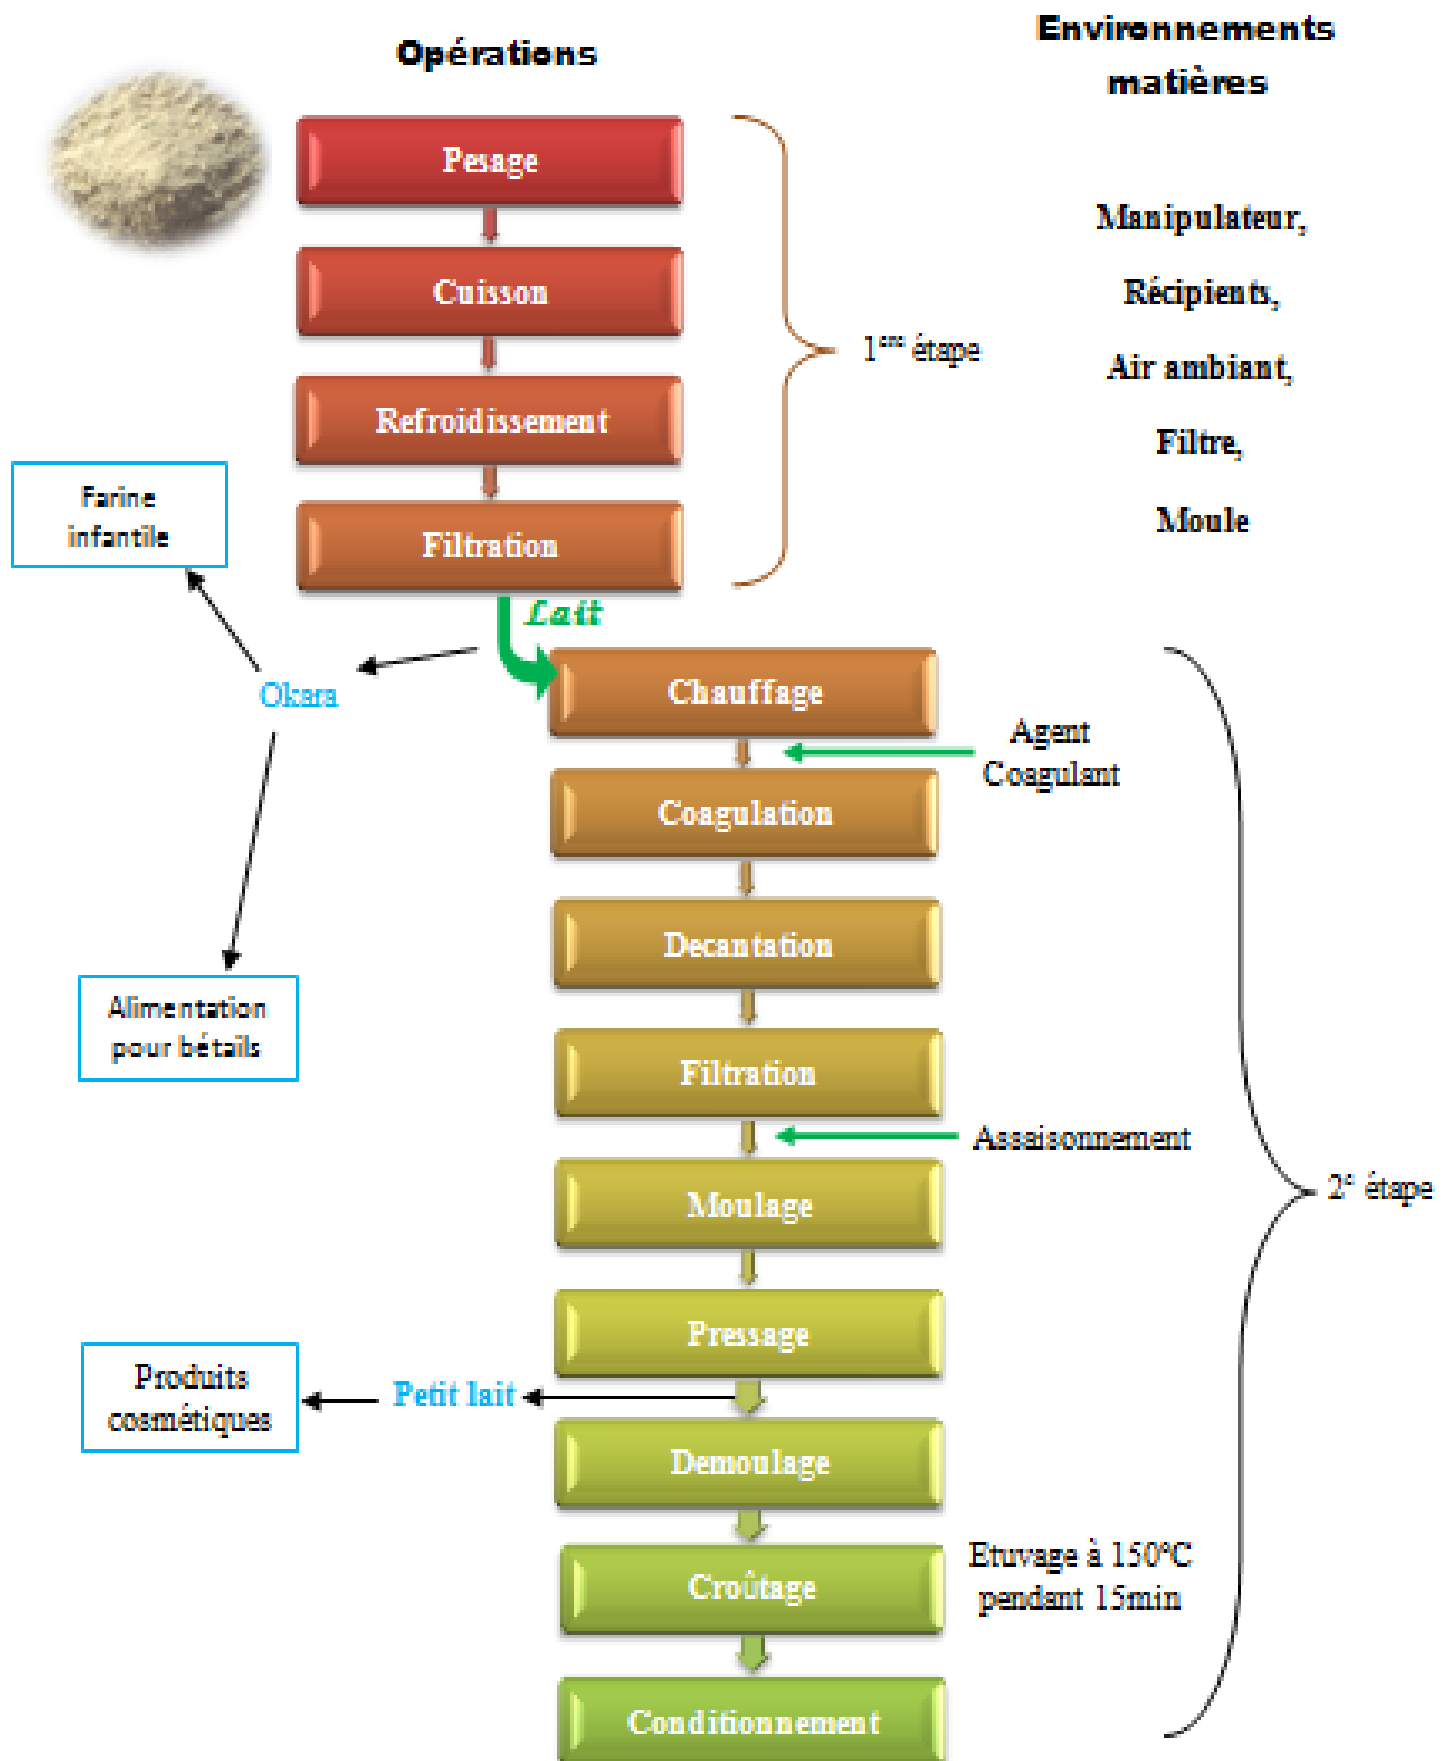 Opérations
Environnements
matières
Pesage
Manipulateur,
Cuisson
Récipients,
1ere étape
Air ambiant,
Refroidissement
Filtre,
Farine
infantile
Moule
Filtration
Lait
Okara
Chauffage
Agent
Coagulant
Coagulation
Decantation
Alimentation
pour bétails
Filtration
Assaisonnement
Moulage
2e étape
Pressage
Produits
cosmétiques
Petit lait
Demoulage
Croûtage
Etuvage à 150°C
pendant 15min
Conditionnement